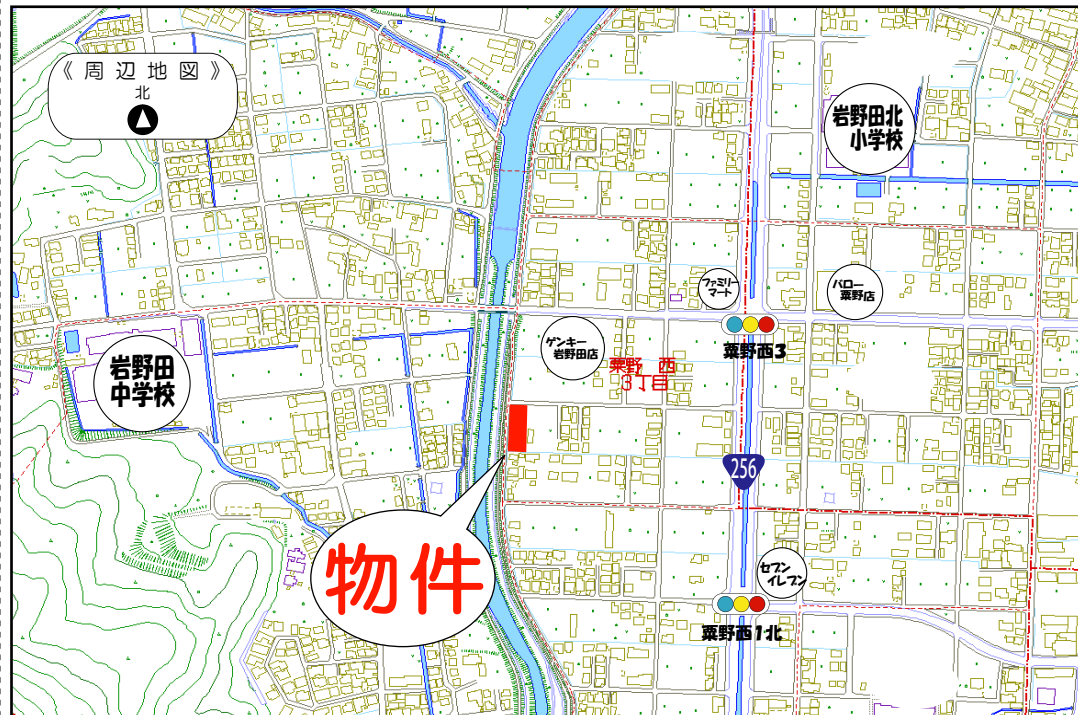 《周辺地図》
北
岩野田北
小学校
ファミリー
マート
バロー
粟野店
粟野西3
ゲンキー
岩野田店
粟野 西
3丁目
岩野田
中学校
256
物件
セブン
イレブン
粟野西1北